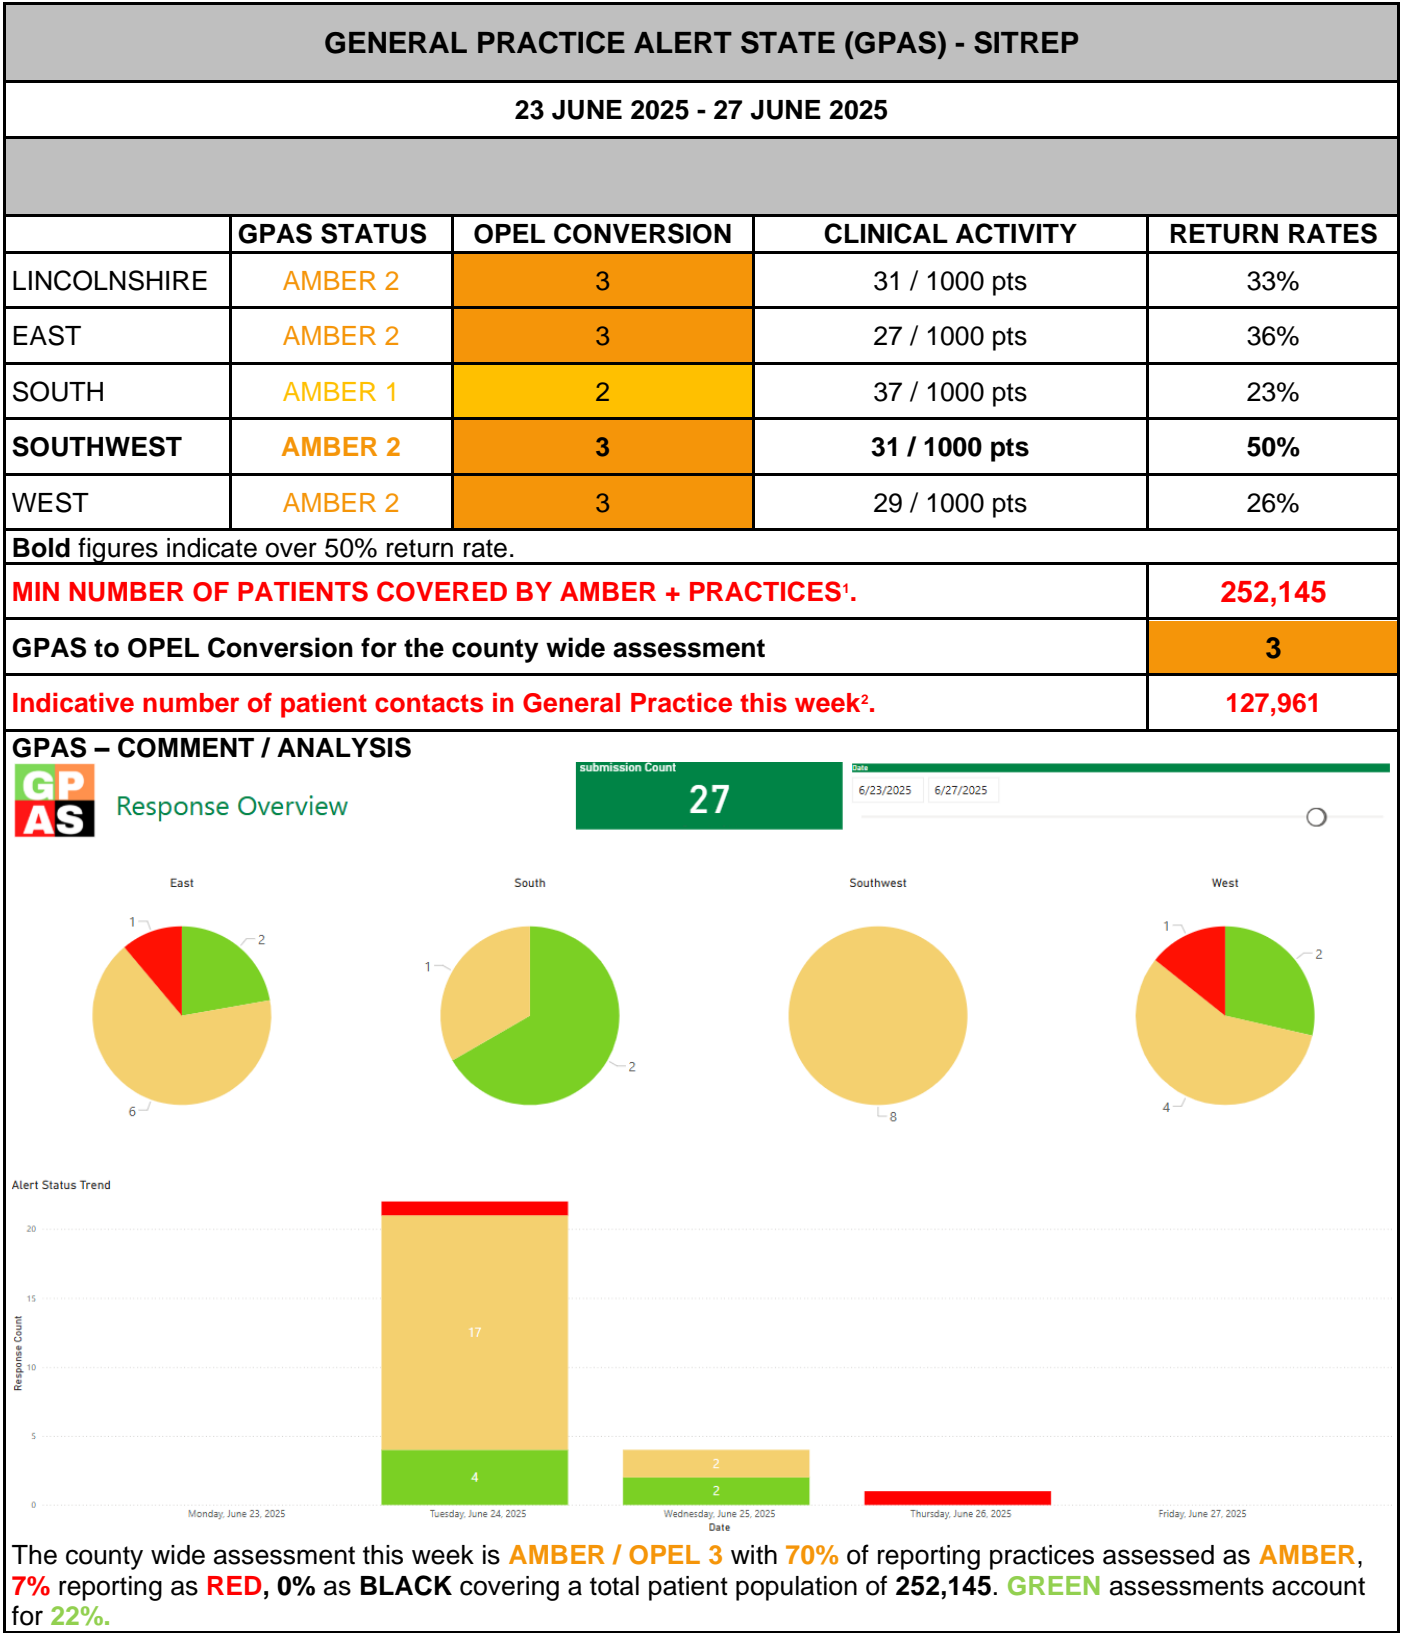 GENERAL PRACTICE ALERT STATE (GPAS) - SITREP
23 JUNE 2025 - 27 JUNE 2025
GPAS STATUS OPEL CONVERSION CLINICAL ACTIVITY RETURN RATES
LINCOLNSHIRE AMBER 2 3 31 / 1000 pts 33%
EAST AMBER 2 3 27 / 1000 pts 36%
SOUTH AMBER 1 2 37 / 1000 pts 23%
SOUTHWEST AMBER 2 3 31 / 1000 pts 50%
WEST AMBER 2 3 29 / 1000 pts 26%
Bold figures indicate over 50% return rate.
MIN NUMBER OF PATIENTS COVERED BY AMBER + PRACTICES¹. 252,145
GPAS to OPEL Conversion for the county wide assessment 3
Indicative number of patient contacts in General Practice this week². 127,961
GPAS – COMMENT / ANALYSIS
GP
AS
Response Overview
submission Count
27
Date
6/23/2025 6/27/2025
East
1
2
6
South
1
2
Southwest
8
West
1
2
4
Alert Status Trend
Response Count
20
15
10
5
0
17
4
2
2
Monday, June 23, 2025 Tuesday, June 24, 2025 Wednesday, June 25, 2025 Thursday, June 26, 2025 Friday, June 27, 2025
Date
The county wide assessment this week is AMBER / OPEL 3 with 70% of reporting practices assessed as AMBER,
7% reporting as RED, 0% as BLACK covering a total patient population of 252,145. GREEN assessments account
for 22%.